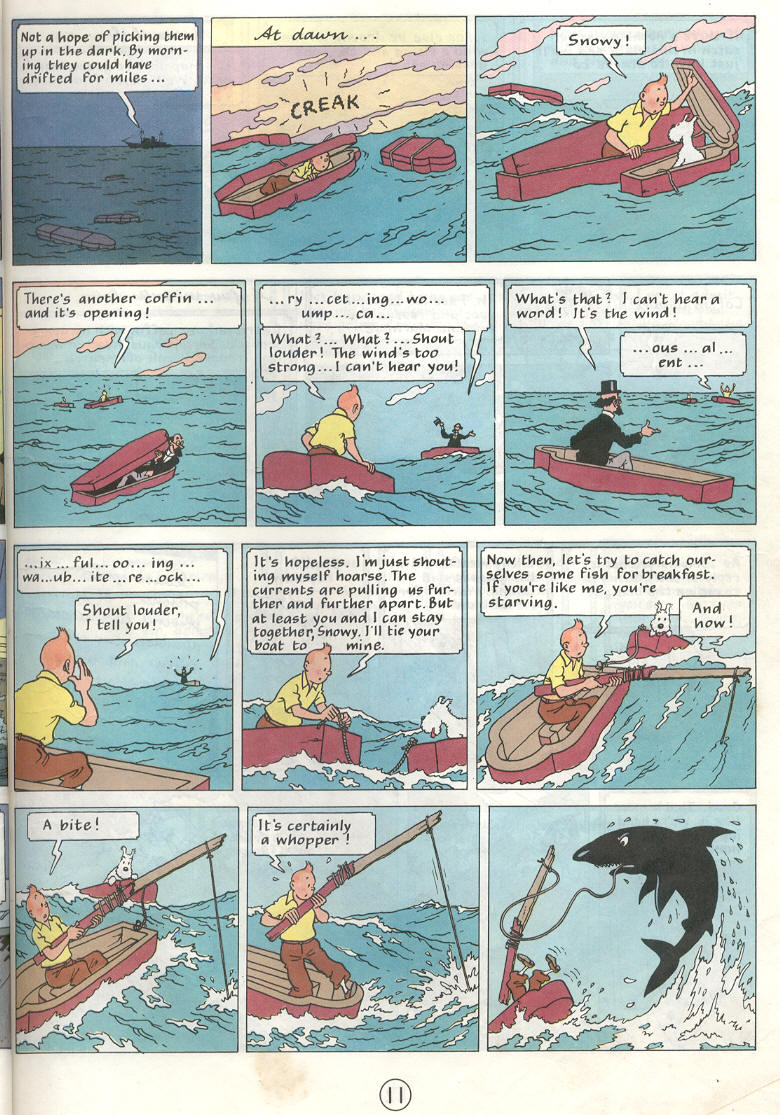 Not a hope of picking them
up in the dark. By morn-
ing they could have
drifted for miles ...
At dawn ...
CREAK
Snowy!
There's another coffin ...
and it's opening!
...ry ...cet ...ing...wo...
ump ... ca...
What?... What? ...Shout
louder! The wind's too
strong...I can't hear you!
What's that? I can't hear a
word! It's the wind!
...ous ... al ...
ent ...
...ix ... ful... oo... ing ...
wa...ub...ite ...re...ock...
Shout louder,
I tell you!
It's hopeless. I'm just shout-
ing myself hoarse. The
currents are pulling us fur-
ther and further apart. But
at least you and I can stay
together, Snowy. I'll tie your
boat to mine.
Now then, let's try to catch our-
selves some fish for breakfast.
If you're like me, you're
starving.
And
how!
A bite!
It's certainly
a whopper!
11